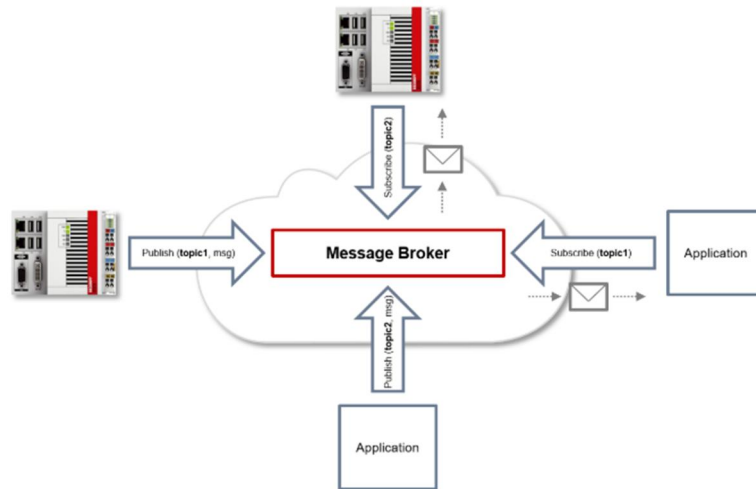 Subscribe (topic2)
Publish (topic1, msg)
Message Broker
Subscribe (topic1)
Application
Publish (topic2, msg)
Application